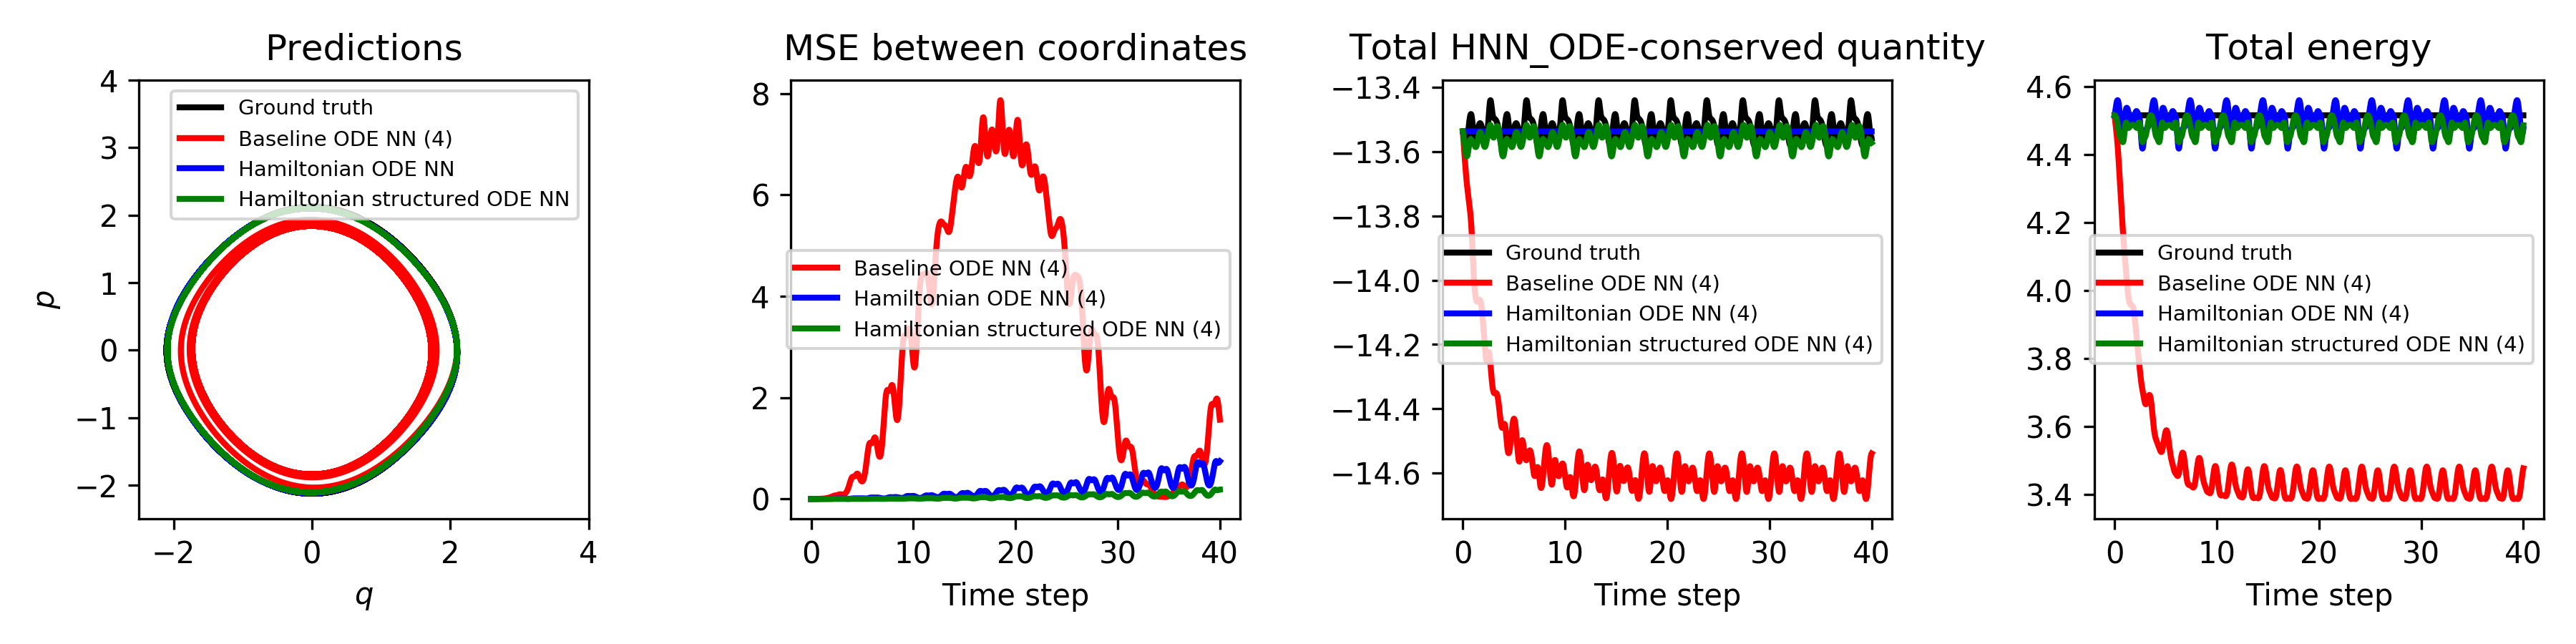 Predictions
4
3
2
1
0
−1
−2
p
−2
0
2
4
q
Ground truth
Baseline ODE NN (4)
Hamiltonian ODE NN
Hamiltonian structured ODE NN
MSE between coordinates
8
6
4
2
0
0
10
20
30
40
Time step
Baseline ODE NN (4)
Hamiltonian ODE NN (4)
Hamiltonian structured ODE NN (4)
Total HNN_ODE-conserved quantity
−13.4
−13.6
−13.8
−14.0
−14.2
−14.4
−14.6
0
10
20
30
40
Time step
Ground truth
Baseline ODE NN (4)
Hamiltonian ODE NN (4)
Hamiltonian structured ODE NN (4)
Total energy
4.6
4.4
4.2
4.0
3.8
3.6
3.4
0
10
20
30
40
Time step
Ground truth
Baseline ODE NN (4)
Hamiltonian ODE NN (4)
Hamiltonian structured ODE NN (4)